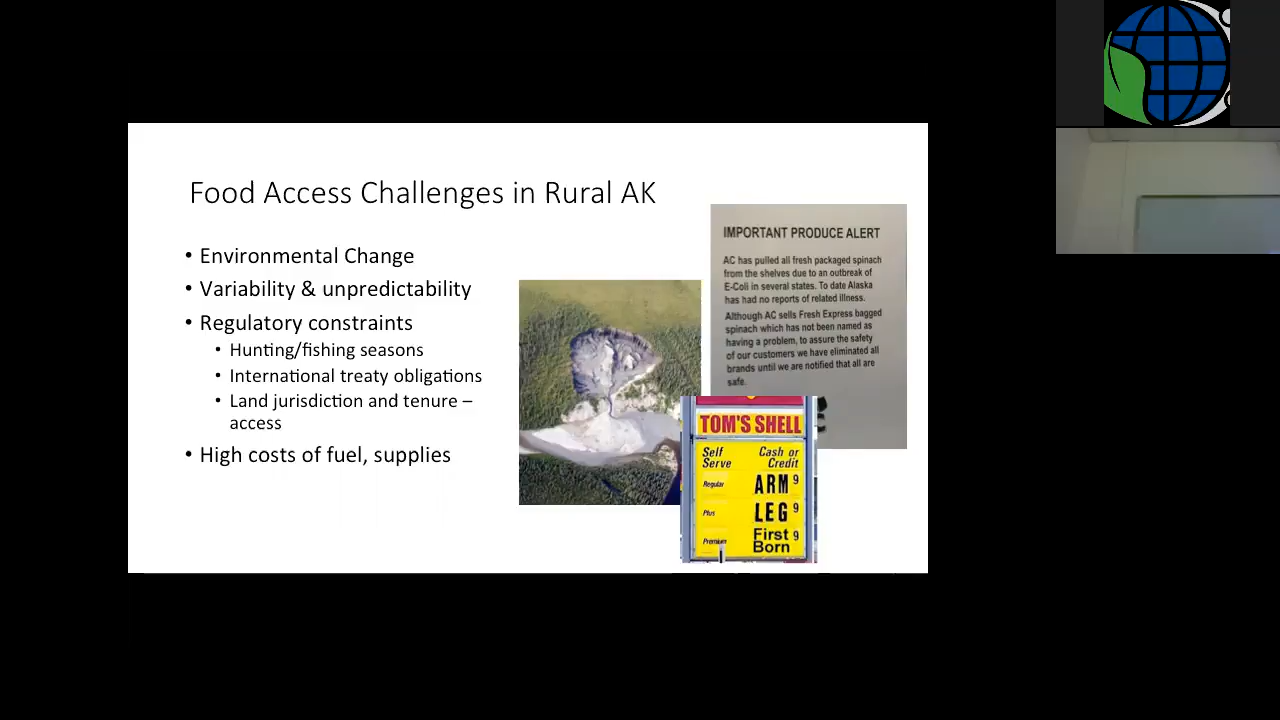 Food Access Challenges in Rural AK
• Environmental Change
• Variability & unpredictability
• Regulatory constraints
• Hunting/fishing seasons
• International treaty obligations
• Land jurisdiction and tenure –
access
• High costs of fuel, supplies
IMPORTANT PRODUCE ALERT
AC has pulled all fresh packaged spinach
from the shelves due to an outbreak of
E-Coli in several states. To date Alaska
has had no reports of related illness.
Although AC sells Fresh Express bagged
spinach which has not been named as
having a problem, to assure the safety
of our customers we have eliminated all
brands until we are notified that all are
safe.
TOM'S SHELL
Self Serve Cash or Credit
Regular ARM 9
Plus LEG 9
Premium First Born 9